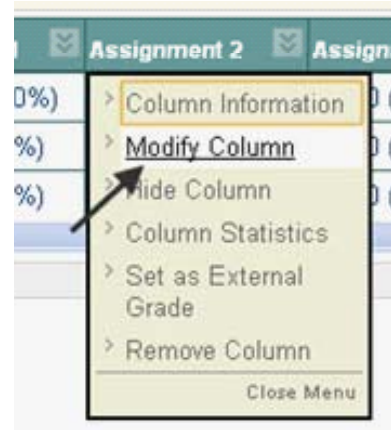 Assignment 2 Assign
0%)
Column Information
%)
Modify Column
%)
Hide Column
Column Statistics
Set as External
Grade
Remove Column
Close Menu